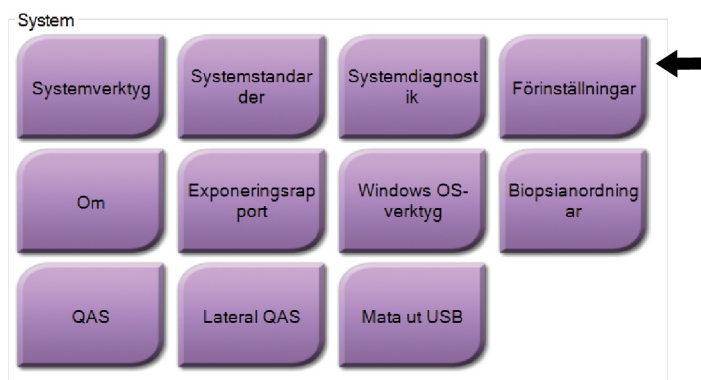 System
Systemverktyg
Systemstandar
der
Systemdiagnost
ik
Förinställningar
Om
Exponeringsrap
port
Windows OS-
verktyg
Biopsianordning
ar
QAS
Lateral QAS
Mata ut USB